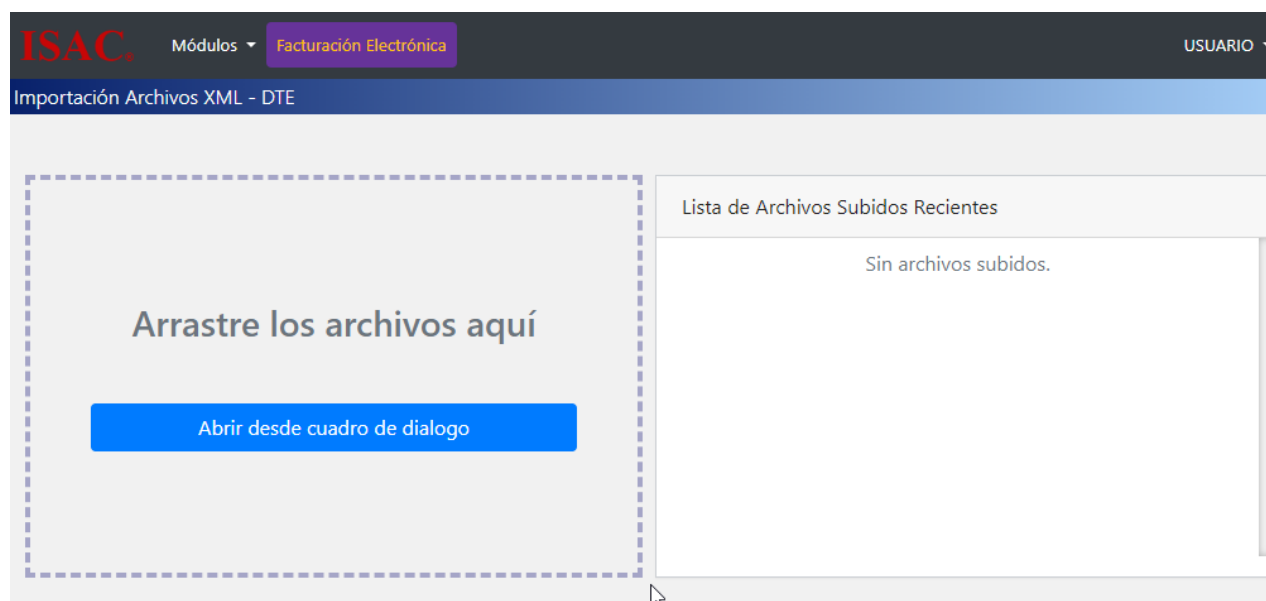 ISAC.
Módulos
Facturación Electrónica
USUARIO
Importación Archivos XML - DTE
Lista de Archivos Subidos Recientes
Sin archivos subidos.
Arrastre los archivos aquí
Abrir desde cuadro de dialogo